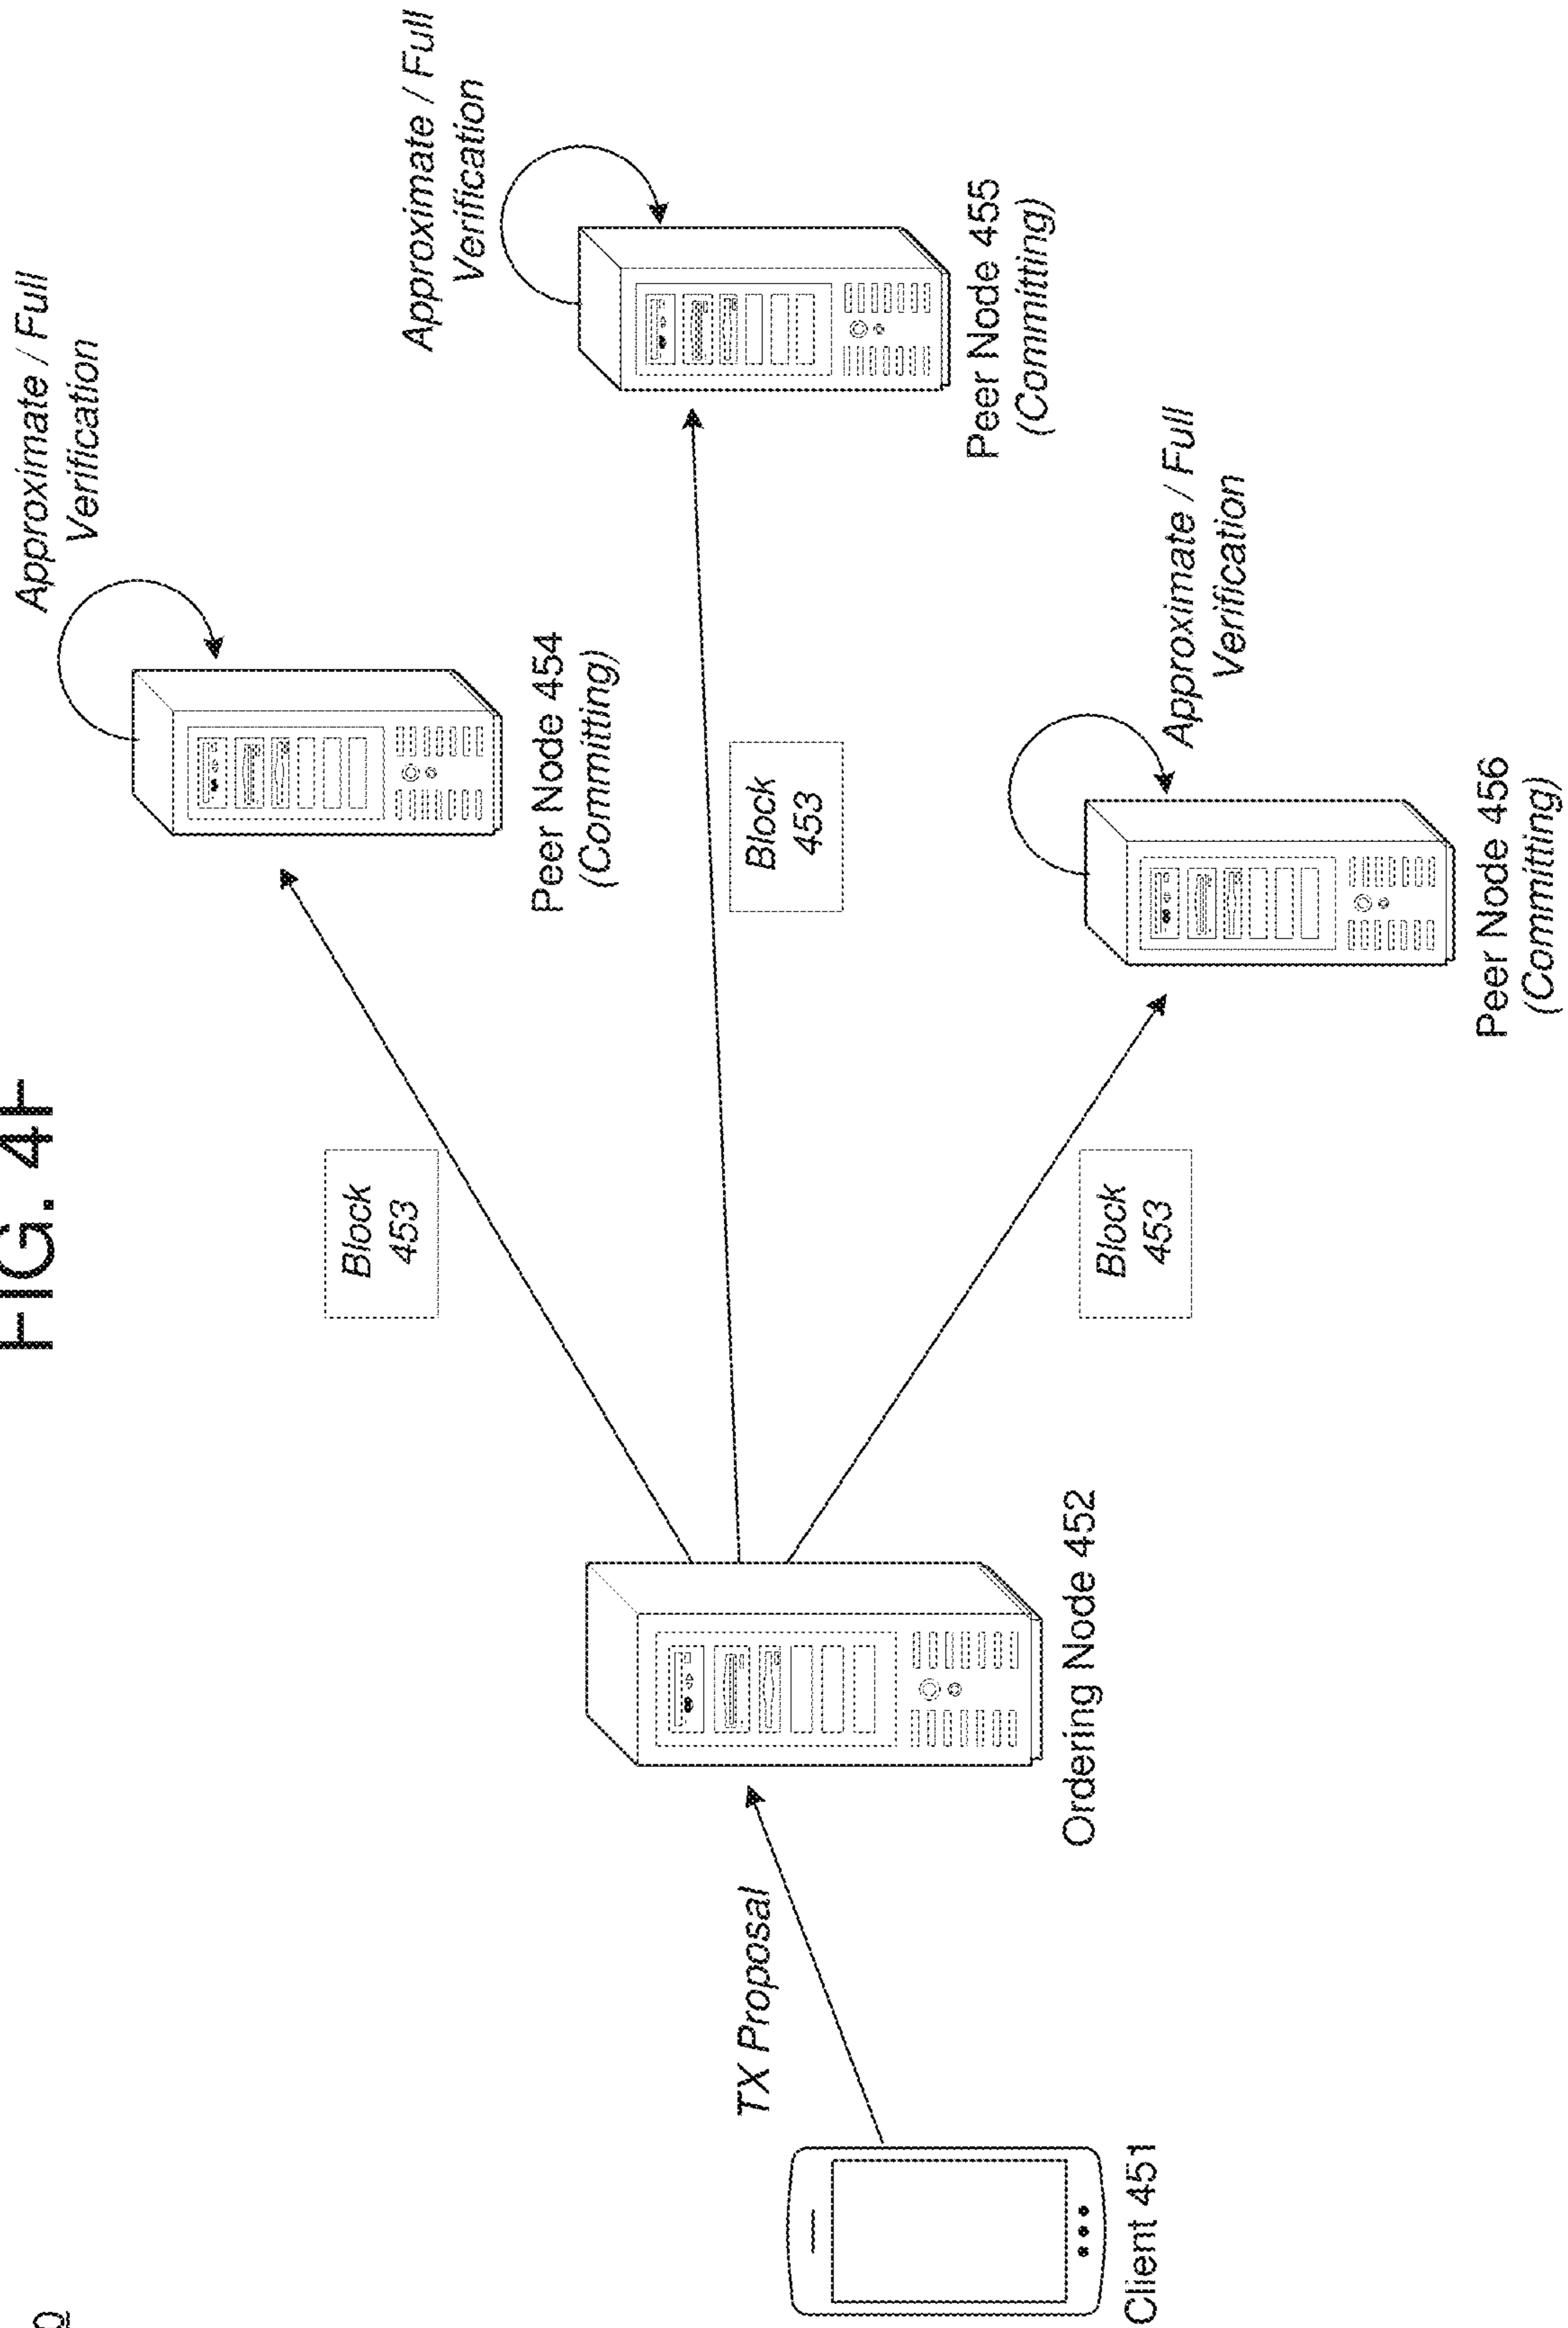 FIG. 4F
Approximate / Full
Verification
Peer Node 454
(Committing)
Block
453
Approximate / Full
Verification
TX Proposal
Block
453
Peer Node 455
(Committing)
Client 451
Ordering Node 452
Block
453
Approximate / Full
Verification
Peer Node 456
(Committing)